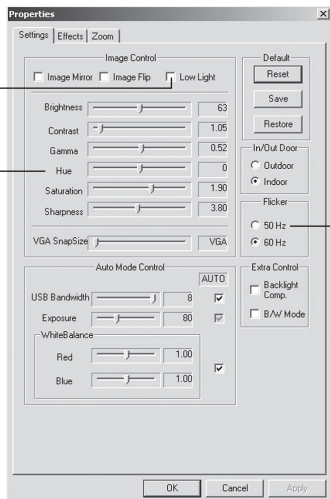 Properties
Settings Effects Zoom
Image Control
Image Mirror Image Flip Low Light
Brightness 63
Contrast 1.05
Gamma 0.52
Hue 0
Saturation 1.90
Sharpness 3.80
VGA SnapSize VGA
Default
Reset
Save
Restore
In/Out Door
Outdoor
Indoor
Flicker
50 Hz
60 Hz
Auto Mode Control
AUTO
USB Bandwidth 8
Exposure 80
WhiteBalance
Red 1.00
Blue 1.00
Extra Control
Backlight
Comp.
B/W Mode
OK Cancel Apply